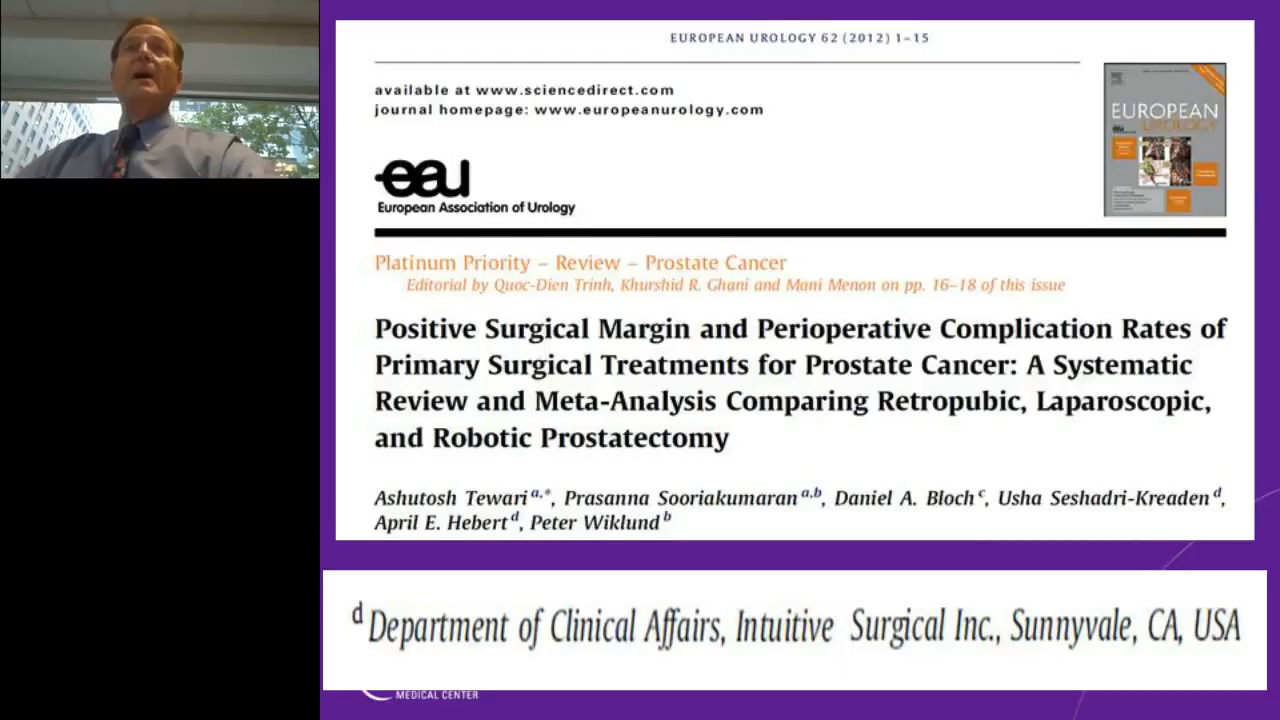 EUROPEAN UROLOGY 62 (2012) 1–15
available at www.sciencedirect.com
journal homepage: www.europeanurology.com
EUROPEAN
UROLOGY
eau
eau
European Association of Urology
Platinum Priority – Review – Prostate Cancer
Editorial by Quoc-Dien Trinh, Khurshid R. Ghani and Mani Menon on pp. 16–18 of this issue
Positive Surgical Margin and Perioperative Complication Rates of
Primary Surgical Treatments for Prostate Cancer: A Systematic
Review and Meta-Analysis Comparing Retropubic, Laparoscopic,
and Robotic Prostatectomy
Ashutosh Tewari a,*, Prasanna Sooriakumaran a,b, Daniel A. Bloch c, Usha Seshadri-Kreaden d,
April E. Hebert d, Peter Wiklund b
d Department of Clinical Affairs, Intuitive Surgical Inc., Sunnyvale, CA, USA
MEDICAL CENTER